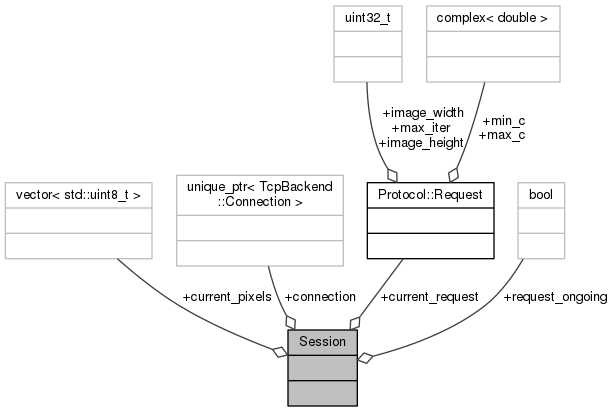 uint32_t
complex< double >
+image_width
+max_iter
+image_height
+min_c
+max_c
vector< std::uint8_t >
unique_ptr< TcpBackend
::Connection >
Protocol::Request
bool
+current_pixels
+connection
+current_request
+request_ongoing
Session